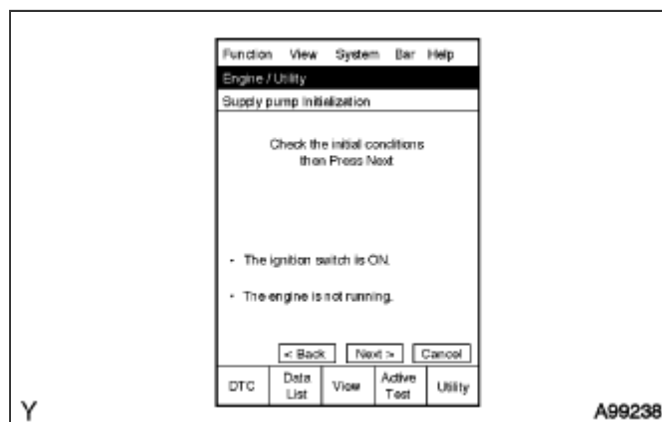 Function View System Bar Help
Engine / Utility
Supply pump Initialization
Check the initial conditions
then Press Next
· The ignition switch is ON.
· The engine is not running.
< Back Next > Cancel
DTC Data List View Active Test Utility
Y A99238